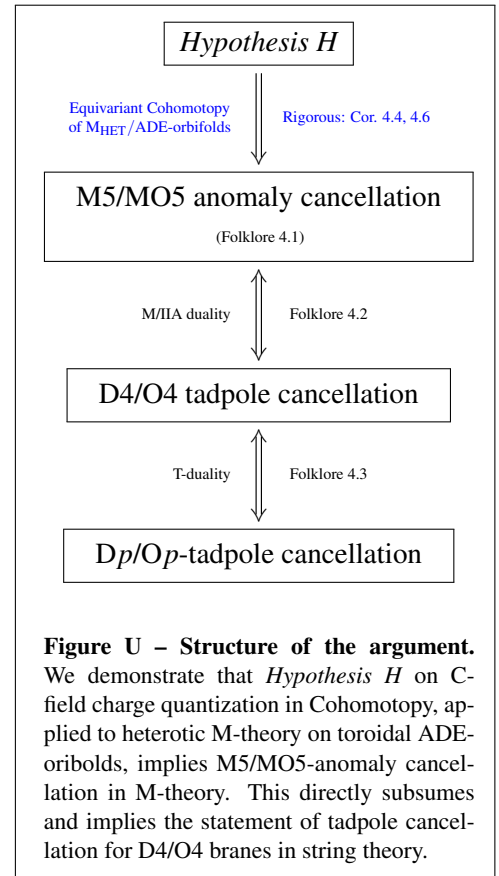 Hypothesis H
Equivariant Cohomotopy
of M_HET/ADE-orbifolds
Rigorous: Cor. 4.4, 4.6
M5/MO5 anomaly cancellation
(Folklore 4.1)
M/IIA duality
Folklore 4.2
D4/O4 tadpole cancellation
T-duality
Folklore 4.3
Dp/Op-tadpole cancellation
Figure U – Structure of the argument.
We demonstrate that Hypothesis H on C-
field charge quantization in Cohomotopy, ap-
plied to heterotic M-theory on toroidal ADE-
oribolds, implies M5/MO5-anomaly cancel-
lation in M-theory. This directly subsumes
and implies the statement of tadpole cancel-
lation for D4/O4 branes in string theory.